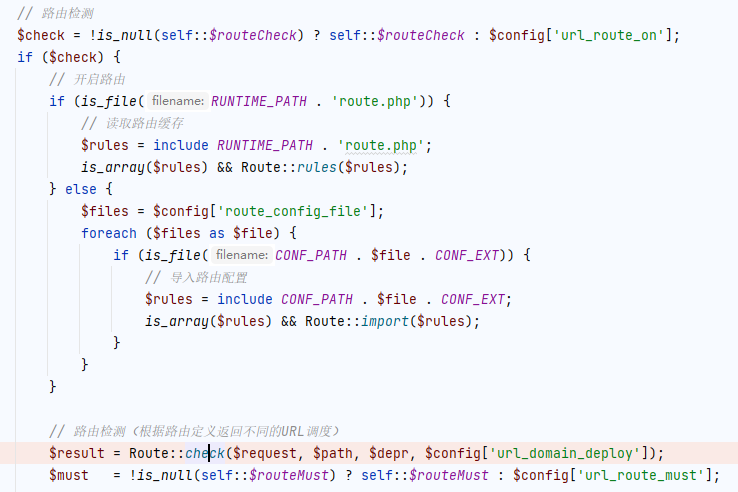 // 路由检测
$check = !is_null(self::$routeCheck) ? self::$routeCheck : $config['url_route_on'];
if ($check) {
// 开启路由
if (is_file( filename: RUNTIME_PATH . 'route.php')) {
// 读取路由缓存
$rules = include RUNTIME_PATH . 'route.php';
is_array($rules) && Route::rules($rules);
} else {
$files = $config['route_config_file'];
foreach ($files as $file) {
if (is_file( filename: CONF_PATH . $file . CONF_EXT)) {
// 导入路由配置
$rules = include CONF_PATH . $file . CONF_EXT;
is_array($rules) && Route::import($rules);
}
}
}
// 路由检测（根据路由定义返回不同的URL调度）
$result = Route::check($request, $path, $depr, $config['url_domain_deploy']);
$must   = !is_null(self::$routeMust) ? self::$routeMust : $config['url_route_must'];